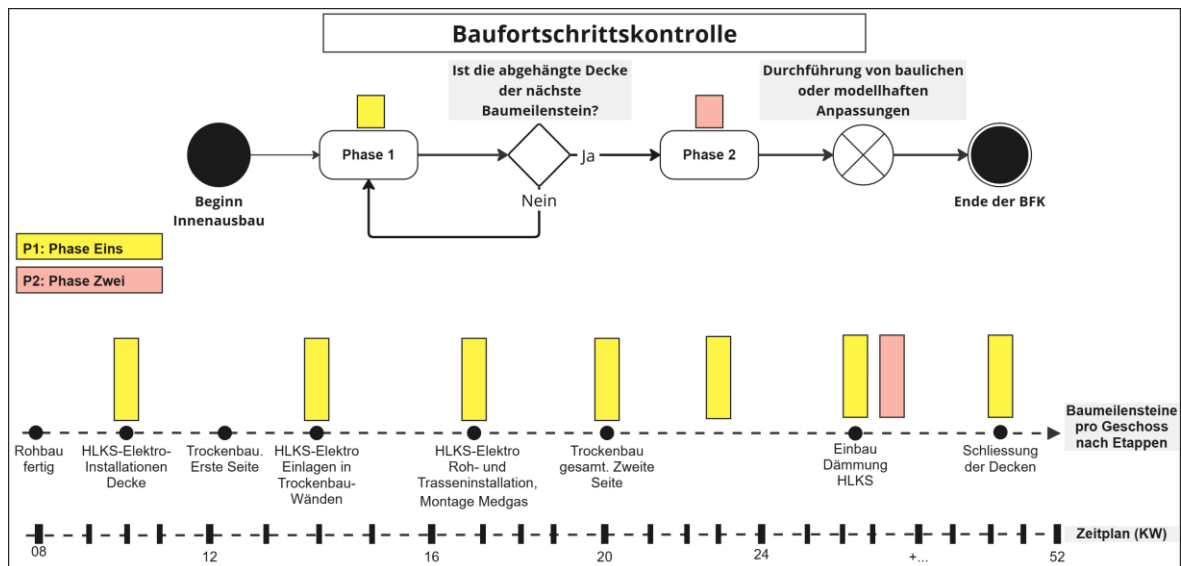 Baufortschrittskontrolle
Ist die abgehängte Decke
der nächste
Baumeilenstein?
Durchführung von baulichen
oder modellhaften
Anpassungen
Phase 1
Ja
Phase 2
Nein
Beginn
Innenausbau
Ende der BFK
P1: Phase Eins
P2: Phase Zwei
Baumeilensteine
pro Geschoss
nach Etappen
Rohbau
fertig
HLKS-Elektro-
Installationen
Decke
Trockenbau.
Erste Seite
HLKS-Elektro
Einlagen in
Trockenbau-
Wänden
HLKS-Elektro
Roh- und
Trasseninstallation,
Montage Medgas
Trockenbau
gesamt. Zweite
Seite
Einbau
Dämmung
HLKS
Schliessung
der Decken
Zeitplan (KW)
08
12
16
20
24
+...
52